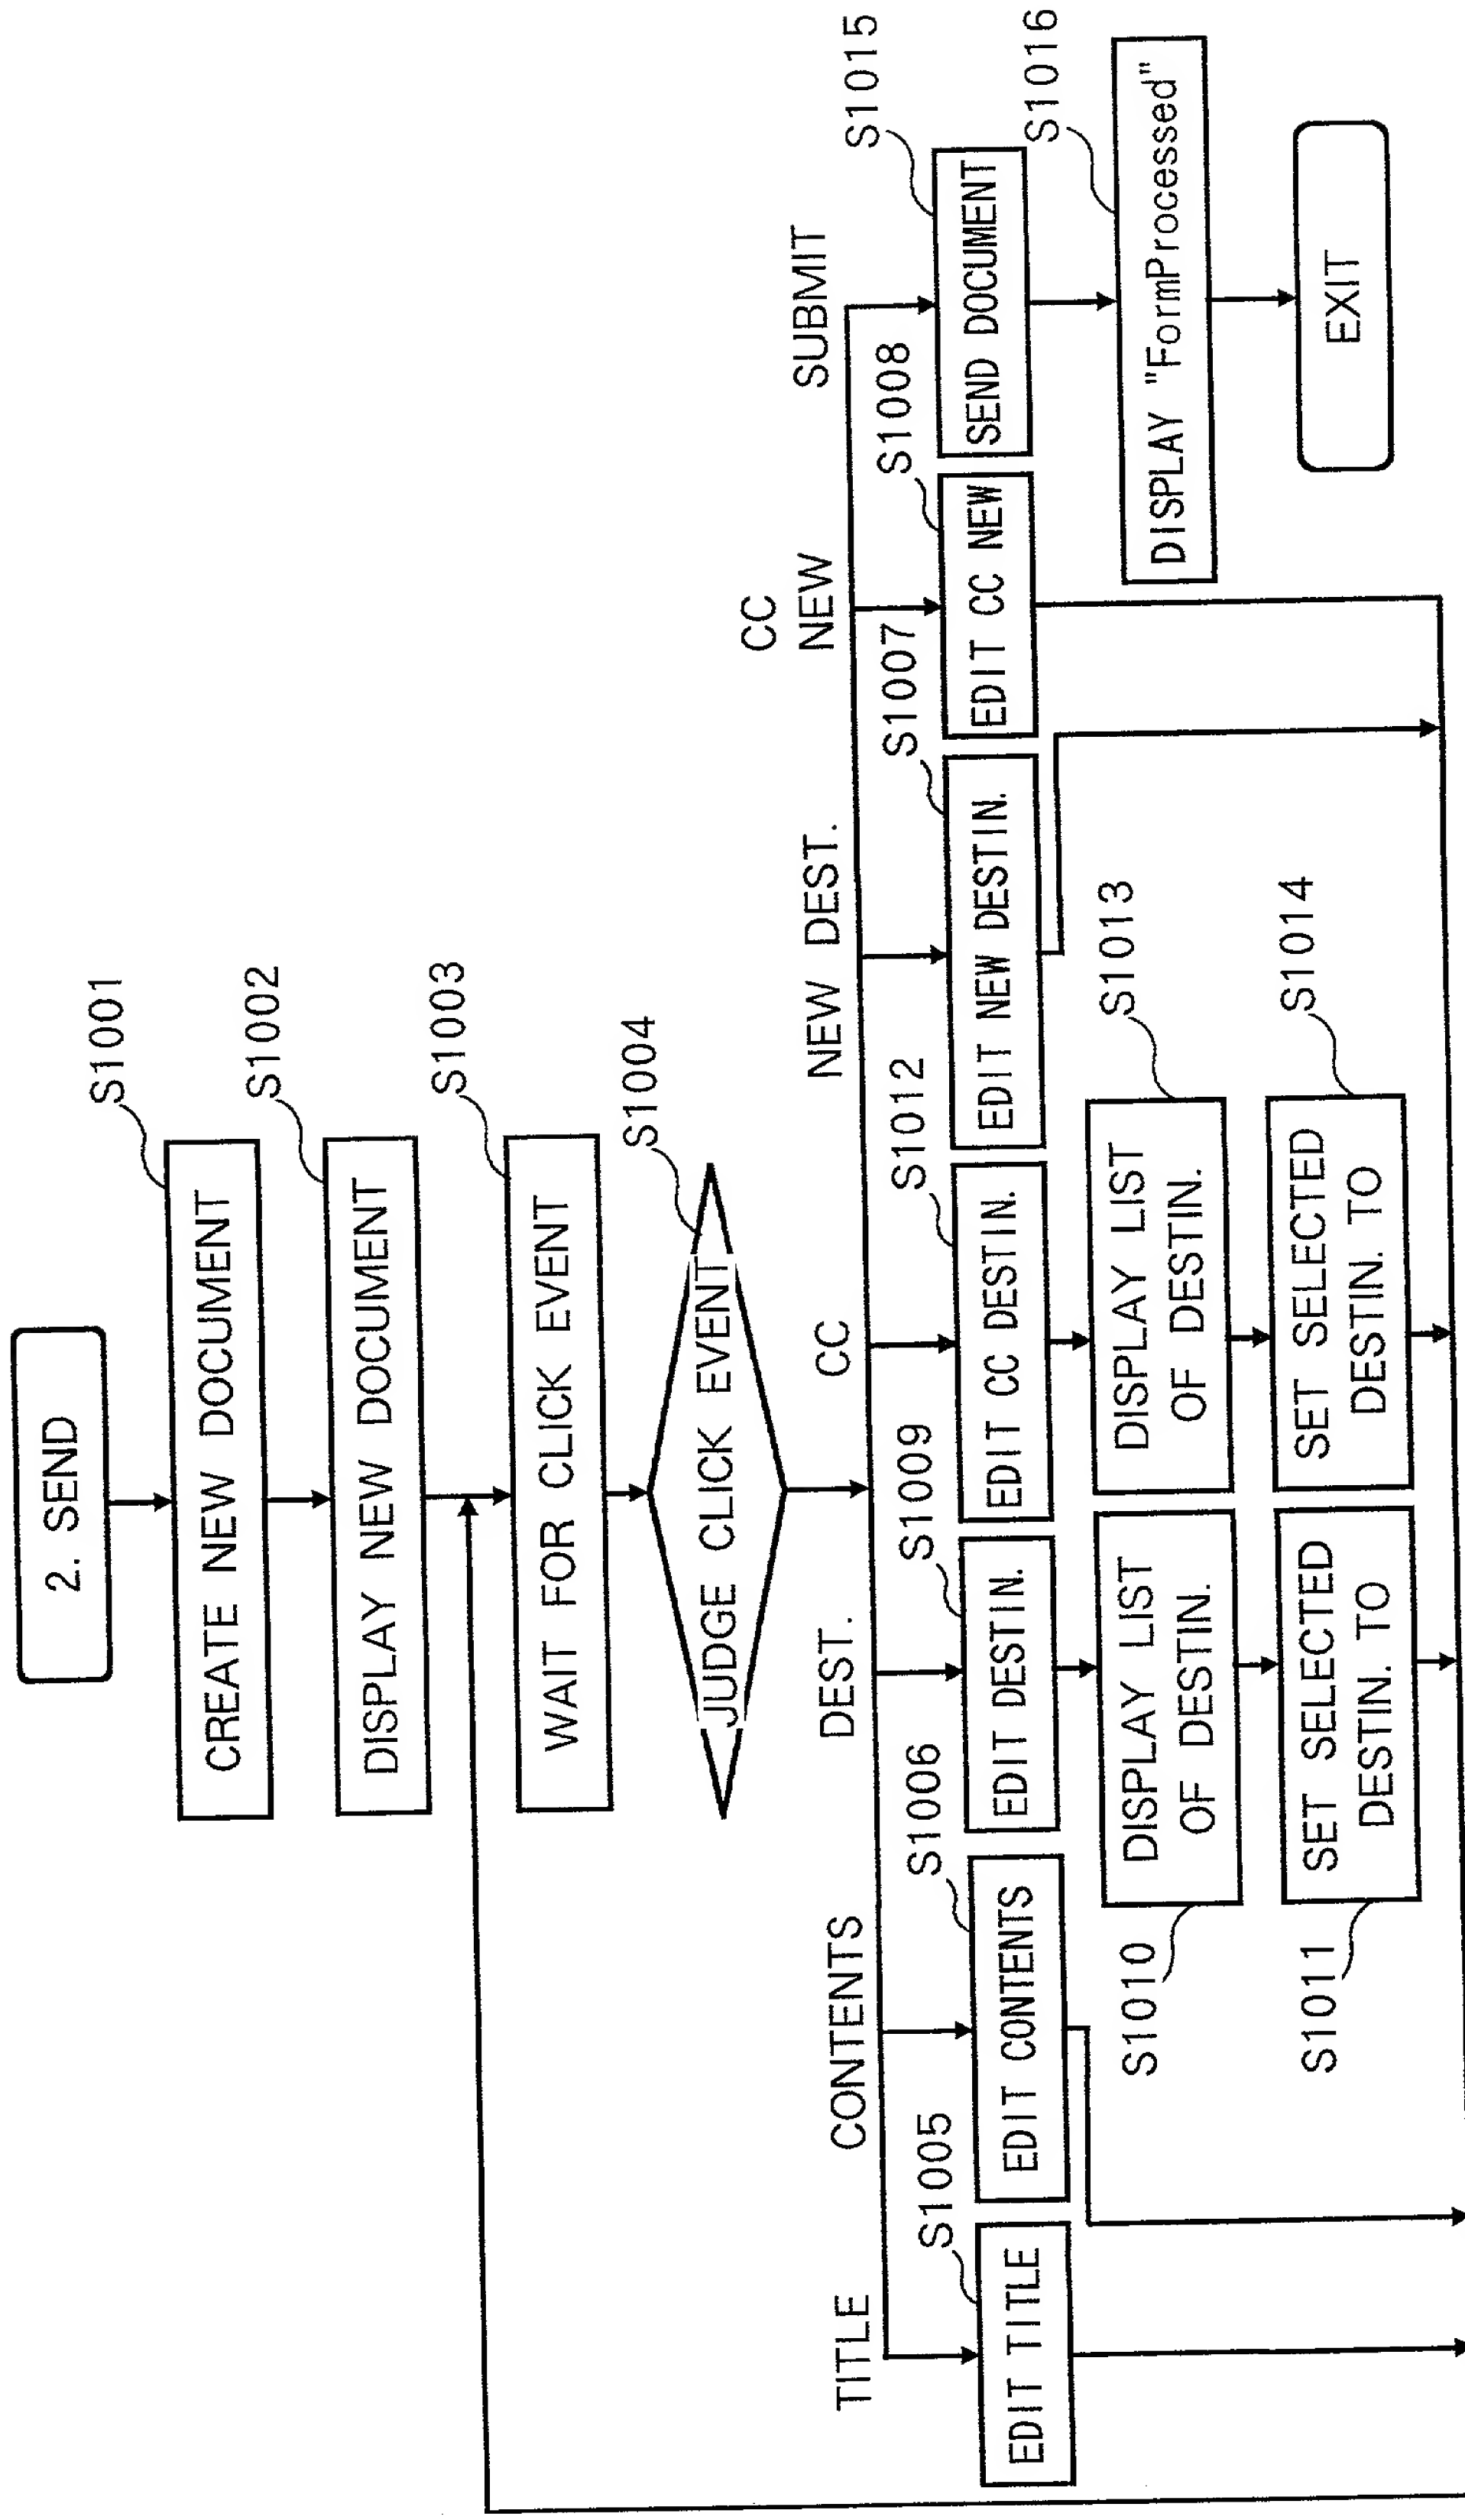 2. SEND
S1001
CREATE NEW DOCUMENT
S1002
DISPLAY NEW DOCUMENT
S1003
WAIT FOR CLICK EVENT
S1004
JUDGE CLICK EVENT
TITLE
CONTENTS
DEST.
CC
NEW DEST.
CC
NEW
SUBMIT
S1005
S1006
S1009
S1012
S1007
S1008
S1015
EDIT TITLE
EDIT CONTENTS
EDIT DESTIN.
EDIT CC DESTIN.
EDIT NEW DESTIN.
EDIT CC NEW
SEND DOCUMENT
S1010
DISPLAY LIST
OF DESTIN.
DISPLAY LIST
OF DESTIN.
S1013
S1016
DISPLAY "FormProcessed"
S1011
SET SELECTED
DESTIN. TO
SET SELECTED
DESTIN. TO
S1014
EXIT